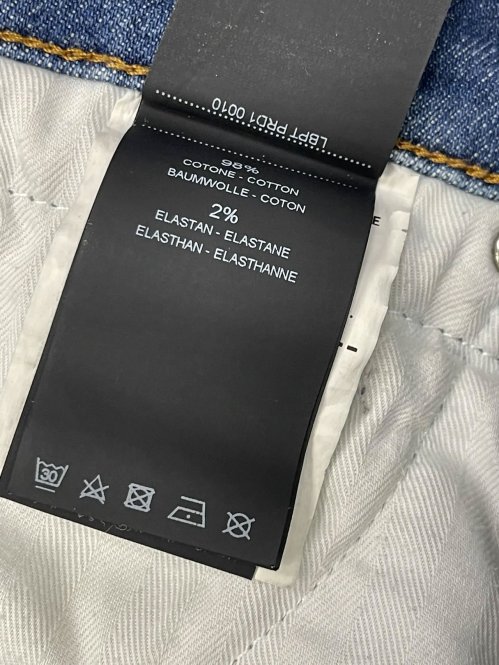 LBPT PRD1 0010
98%
COTONE - COTTON
BAUMWOLLE - COTON
2%
ELASTAN - ELASTANE
ELASTHAN - ELASTHANNE
E
30